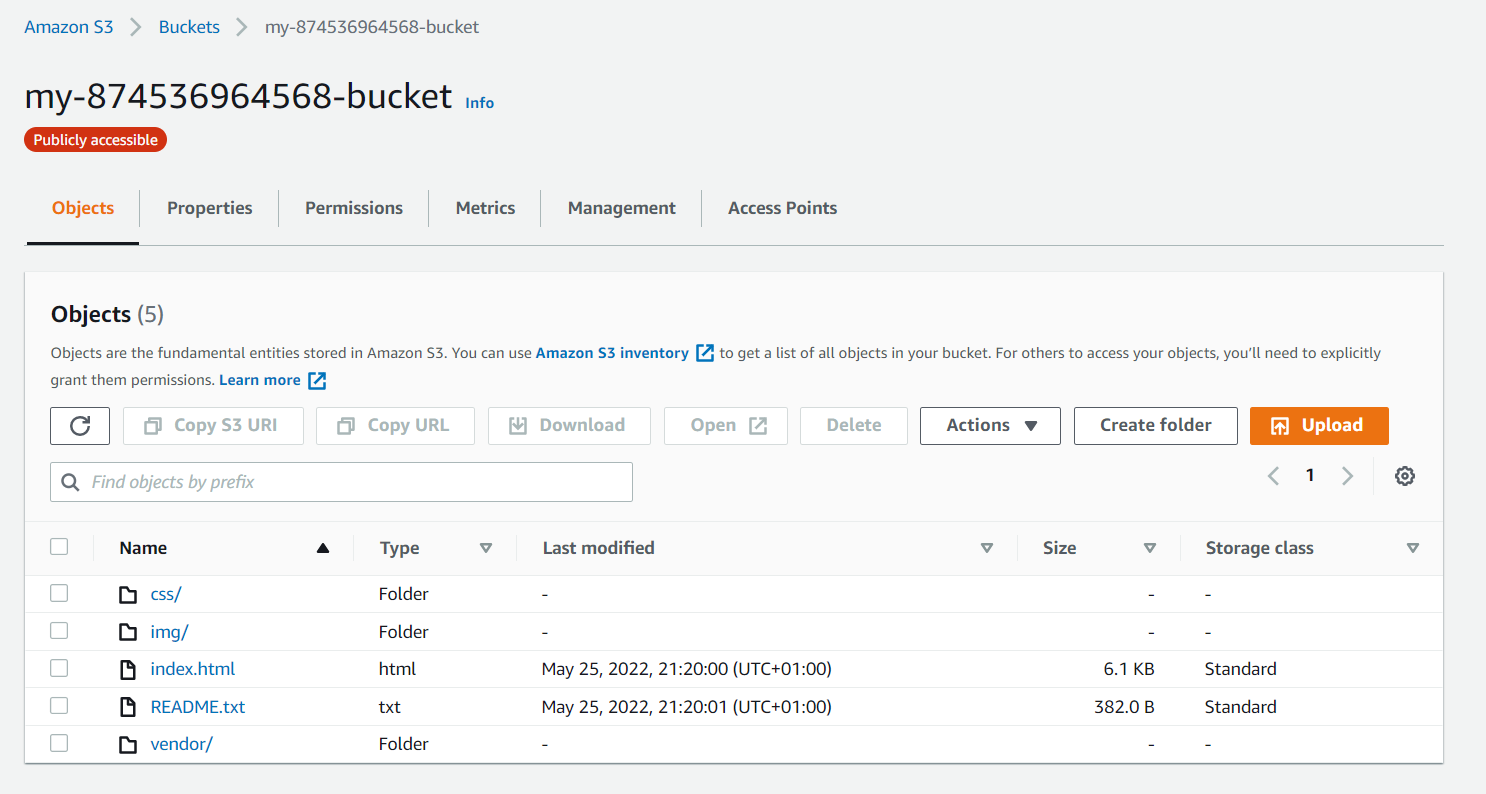 Amazon S3 Buckets my-874536964568-bucket
my-874536964568-bucket Info
Publicly accessible
Objects Properties Permissions Metrics Management Access Points
Objects (5)
Objects are the fundamental entities stored in Amazon S3. You can use Amazon S3 inventory to get a list of all objects in your bucket. For others to access your objects, you’ll need to explicitly
grant them permissions. Learn more
Copy S3 URI Copy URL Download Open Delete Actions Create folder Upload
Find objects by prefix 1
Name Type Last modified Size Storage class
css/ Folder - - -
img/ Folder - - -
index.html html May 25, 2022, 21:20:00 (UTC+01:00) 6.1 KB Standard
README.txt txt May 25, 2022, 21:20:01 (UTC+01:00) 382.0 B Standard
vendor/ Folder - - -